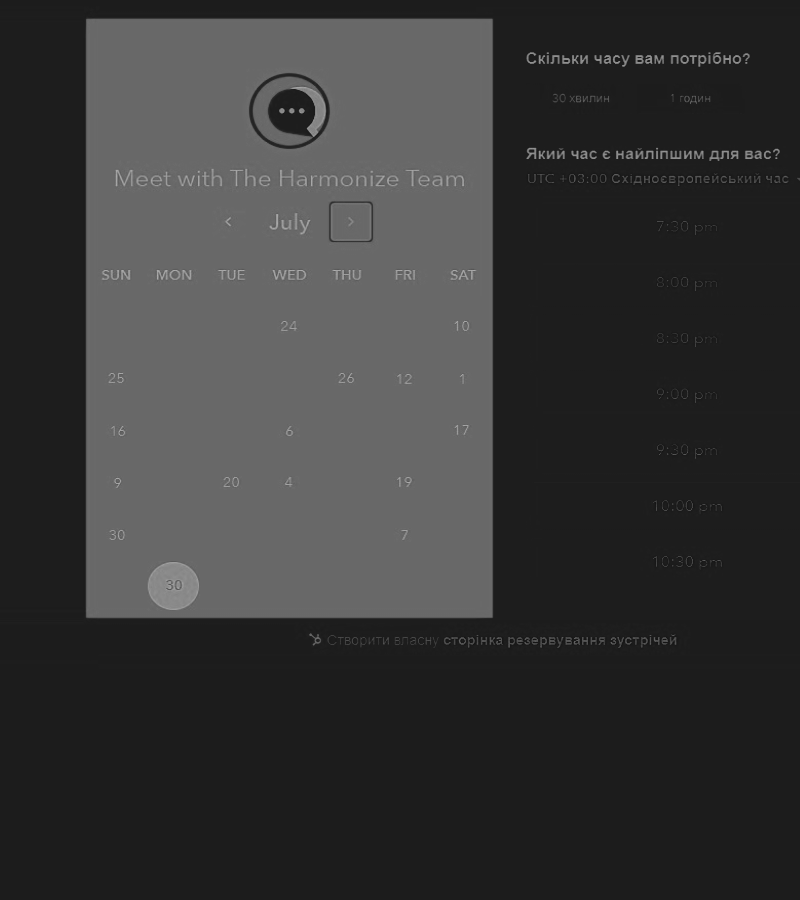 Meet with The Harmonize Team
July
SUN MON TUE WED THU FRI SAT
24 10
25 26 12 1
16 6 17
9 20 4 19
30 7
30
Скільки часу вам потрібно?
30 хвилин 1 годин
Який час є найліпшим для вас?
UTC +03:00 Східноєвропейський час
7:30 pm
8:00 pm
8:30 pm
9:00 pm
9:30 pm
10:00 pm
10:30 pm
Створити власну сторінка резервування зустрічей